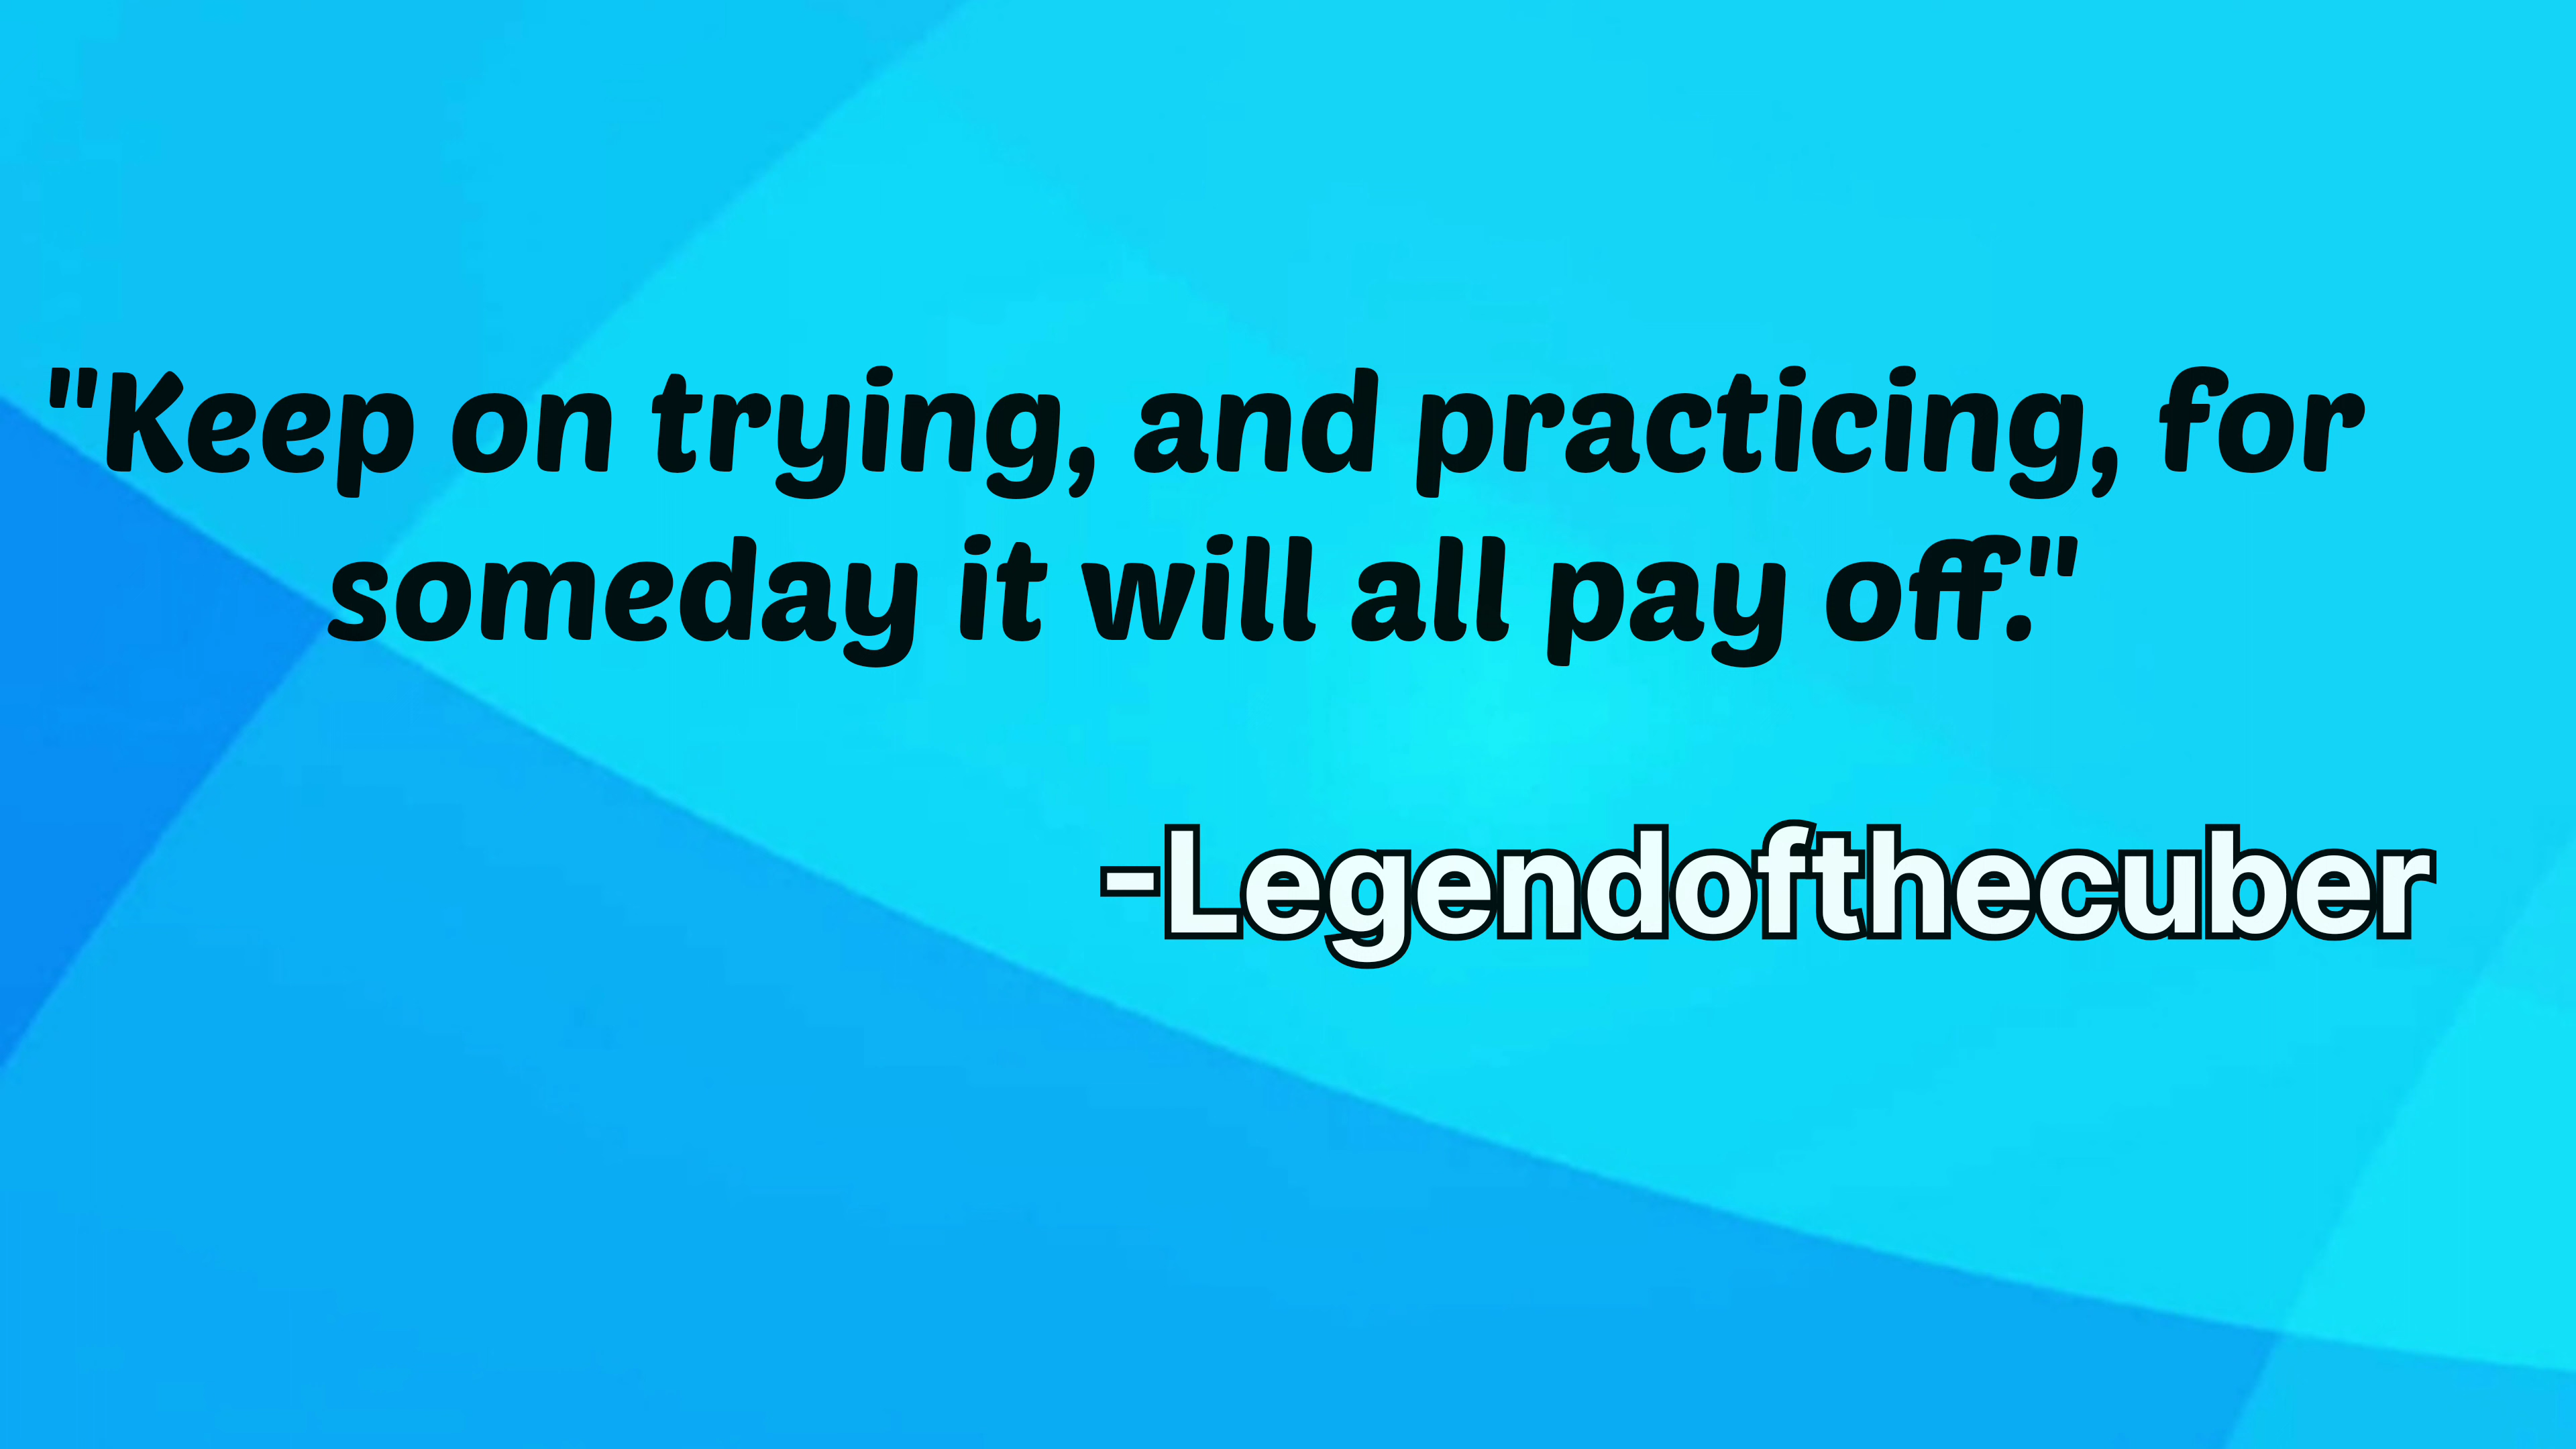 "Keep on trying, and practicing, for
someday it will all pay off."
-Legendofthecuber